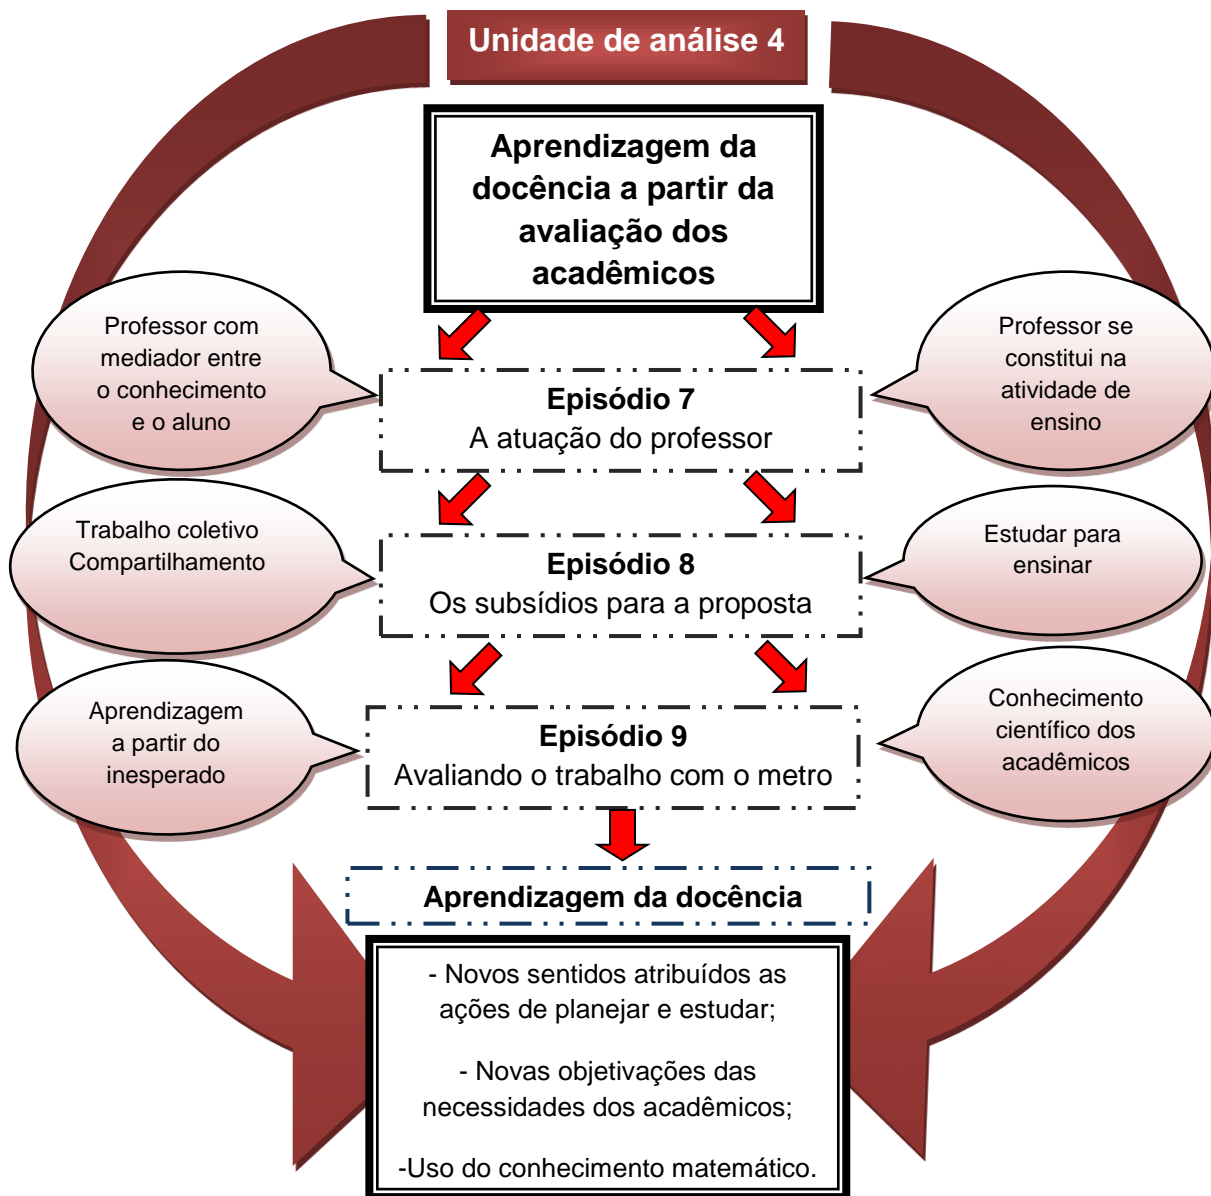 Unidade de análise 4
Aprendizagem da
docência a partir da
avaliação dos
acadêmicos
Professor com
mediador entre
o conhecimento
e o aluno
Professor se
constitui na
atividade de
ensino
Episódio 7
A atuação do professor
Trabalho coletivo
Compartilhamento
Estudar para
ensinar
Episódio 8
Os subsídios para a proposta
Aprendizagem
a partir do
inesperado
Conhecimento
científico dos
acadêmicos
Episódio 9
Avaliando o trabalho com o metro
Aprendizagem da docência
- Novos sentidos atribuídos as
ações de planejar e estudar;
- Novas objetivações das
necessidades dos acadêmicos;
-Uso do conhecimento matemático.